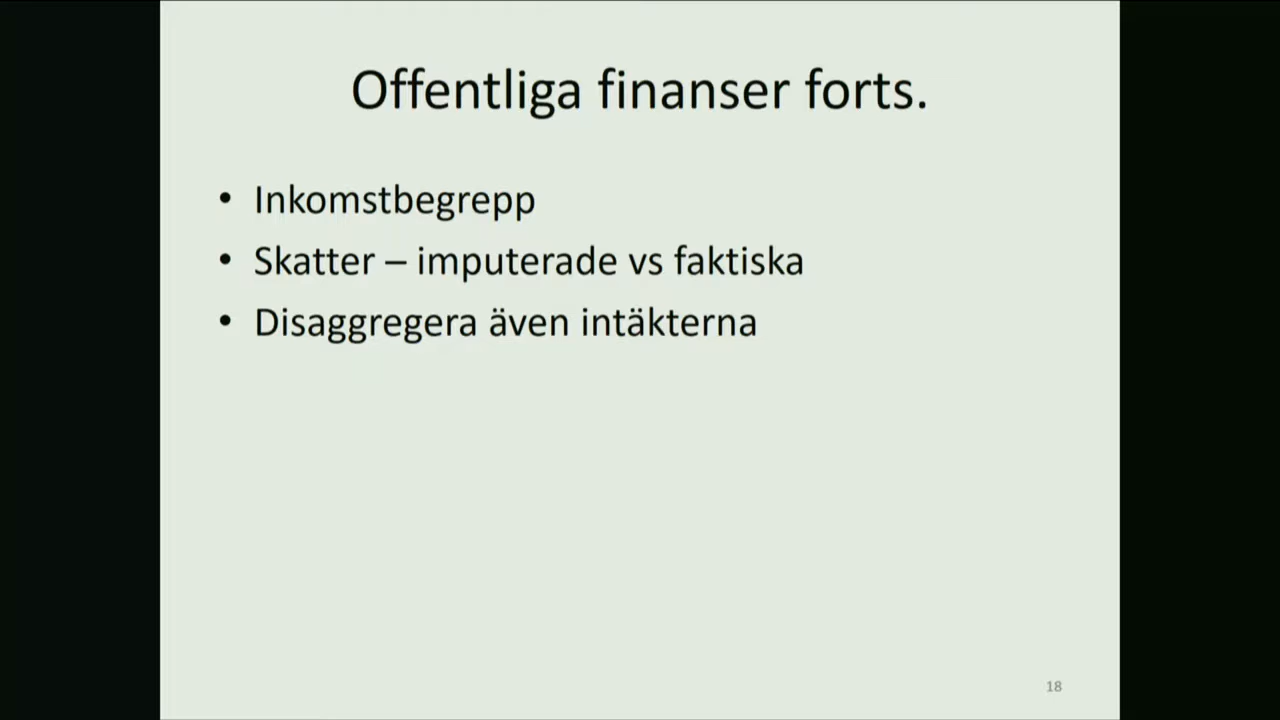 Offentliga finanser forts.
• Inkomstbegrepp
• Skatter – imputerade vs faktiska
• Disaggregera även intäkterna
18